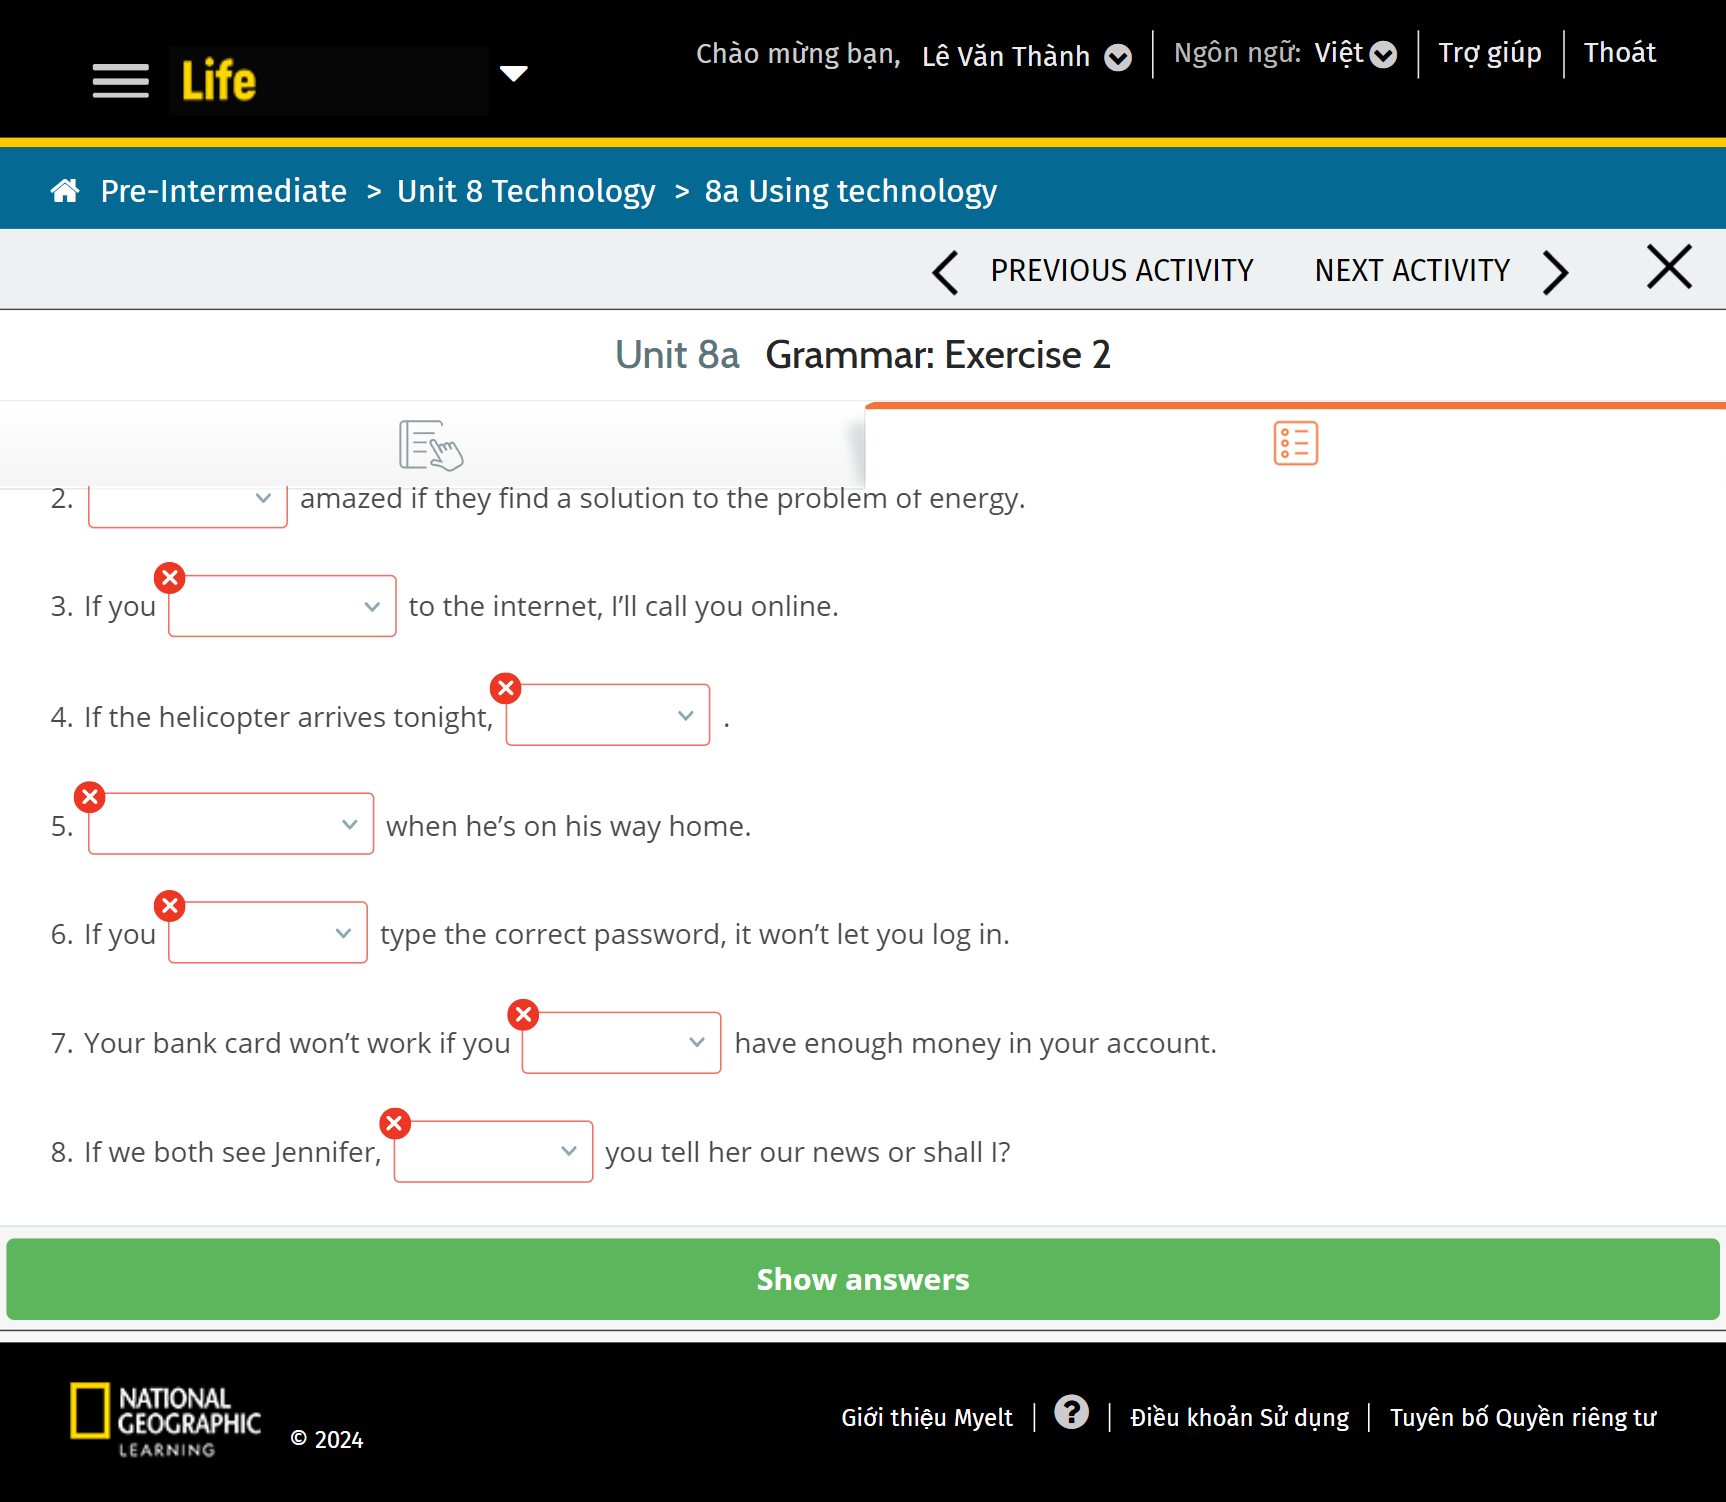 Life
Chào mừng bạn, Lê Văn Thành
Ngôn ngữ: Việt
Trợ giúp
Thoát
Pre-Intermediate > Unit 8 Technology > 8a Using technology
PREVIOUS ACTIVITY
NEXT ACTIVITY
Unit 8a Grammar: Exercise 2
2. amazed if they find a solution to the problem of energy.
3. If you to the internet, I’ll call you online.
4. If the helicopter arrives tonight, .
5. when he’s on his way home.
6. If you type the correct password, it won’t let you log in.
7. Your bank card won’t work if you have enough money in your account.
8. If we both see Jennifer, you tell her our news or shall I?
Show answers
NATIONAL
GEOGRAPHIC
LEARNING
© 2024
Giới thiệu Myelt | ? | Điều khoản Sử dụng | Tuyên bố Quyền riêng tư